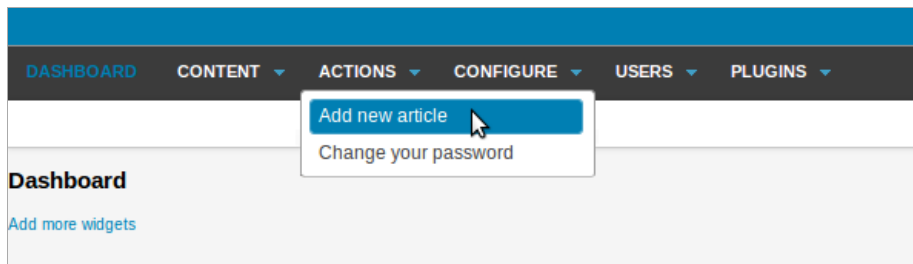 DASHBOARD CONTENT ACTIONS CONFIGURE USERS PLUGINS
Add new article
Change your password
Dashboard
Add more widgets